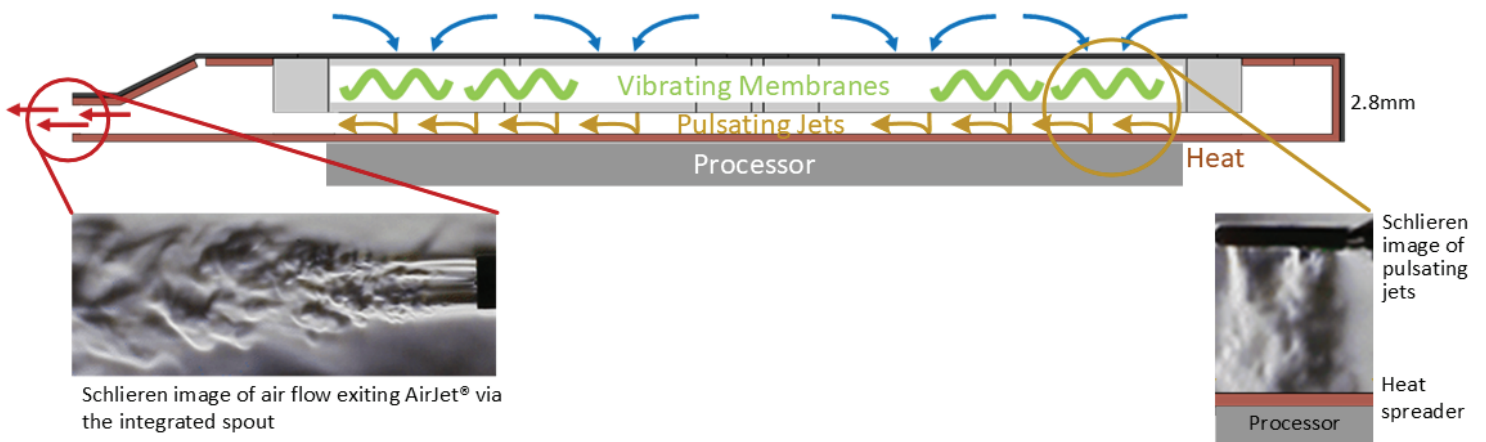 Vibrating Membranes
2.8mm
Pulsating Jets
Processor
Heat
Schlieren
image of
pulsating
jets
Schlieren image of air flow exiting AirJet® via
the integrated spout
Heat
spreader
Processor